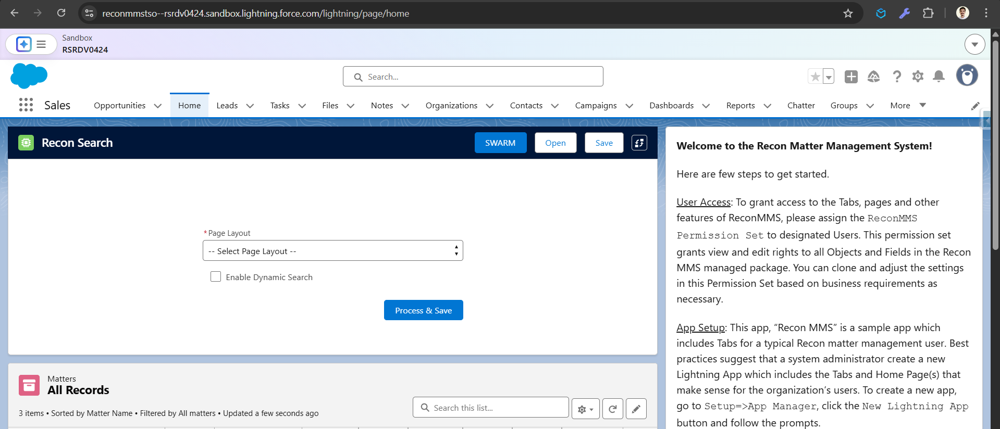 reconmmstso--rsrdv0424.sandbox.lightning.force.com/lightning/page/home
Sandbox
RSRDV0424
Search...
Sales
Opportunities
Home
Leads
Tasks
Files
Notes
Organizations
Contacts
Campaigns
Dashboards
Reports
Chatter
Groups
More
Recon Search
SWARM
Open
Save
*Page Layout
-- Select Page Layout --
Enable Dynamic Search
Process & Save
Matters
All Records
3 items • Sorted by Matter Name • Filtered by All matters • Updated a few seconds ago
Search this list...
Welcome to the Recon Matter Management System!
Here are few steps to get started.
User Access: To grant access to the Tabs, pages and other
features of ReconMMS, please assign the ReconMMS
Permission Set to designated Users. This permission set
grants view and edit rights to all Objects and Fields in the Recon
MMS managed package. You can clone and adjust the settings
in this Permission Set based on business requirements as
necessary.
App Setup: This app, “Recon MMS” is a sample app which
includes Tabs for a typical Recon matter management user. Best
practices suggest that a system administrator create a new
Lightning App which includes the Tabs and Home Page(s) that
make sense for the organization’s users. To create a new app,
go to Setup=>App Manager, click the New Lightning App
button and follow the prompts.